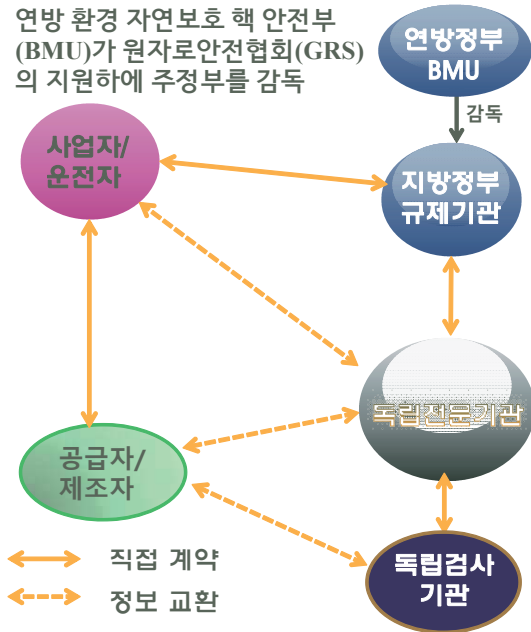 연방 환경 자연보호 핵 안전부
(BMU)가 원자로안전협회(GRS)
의 지원하에 주정부를 감독
연방정부
BMU
감독
사업자/
운전자
지방정부
규제기관
독립전문기관
공급자/
제조자
독립검사
기관
직접 계약
정보 교환